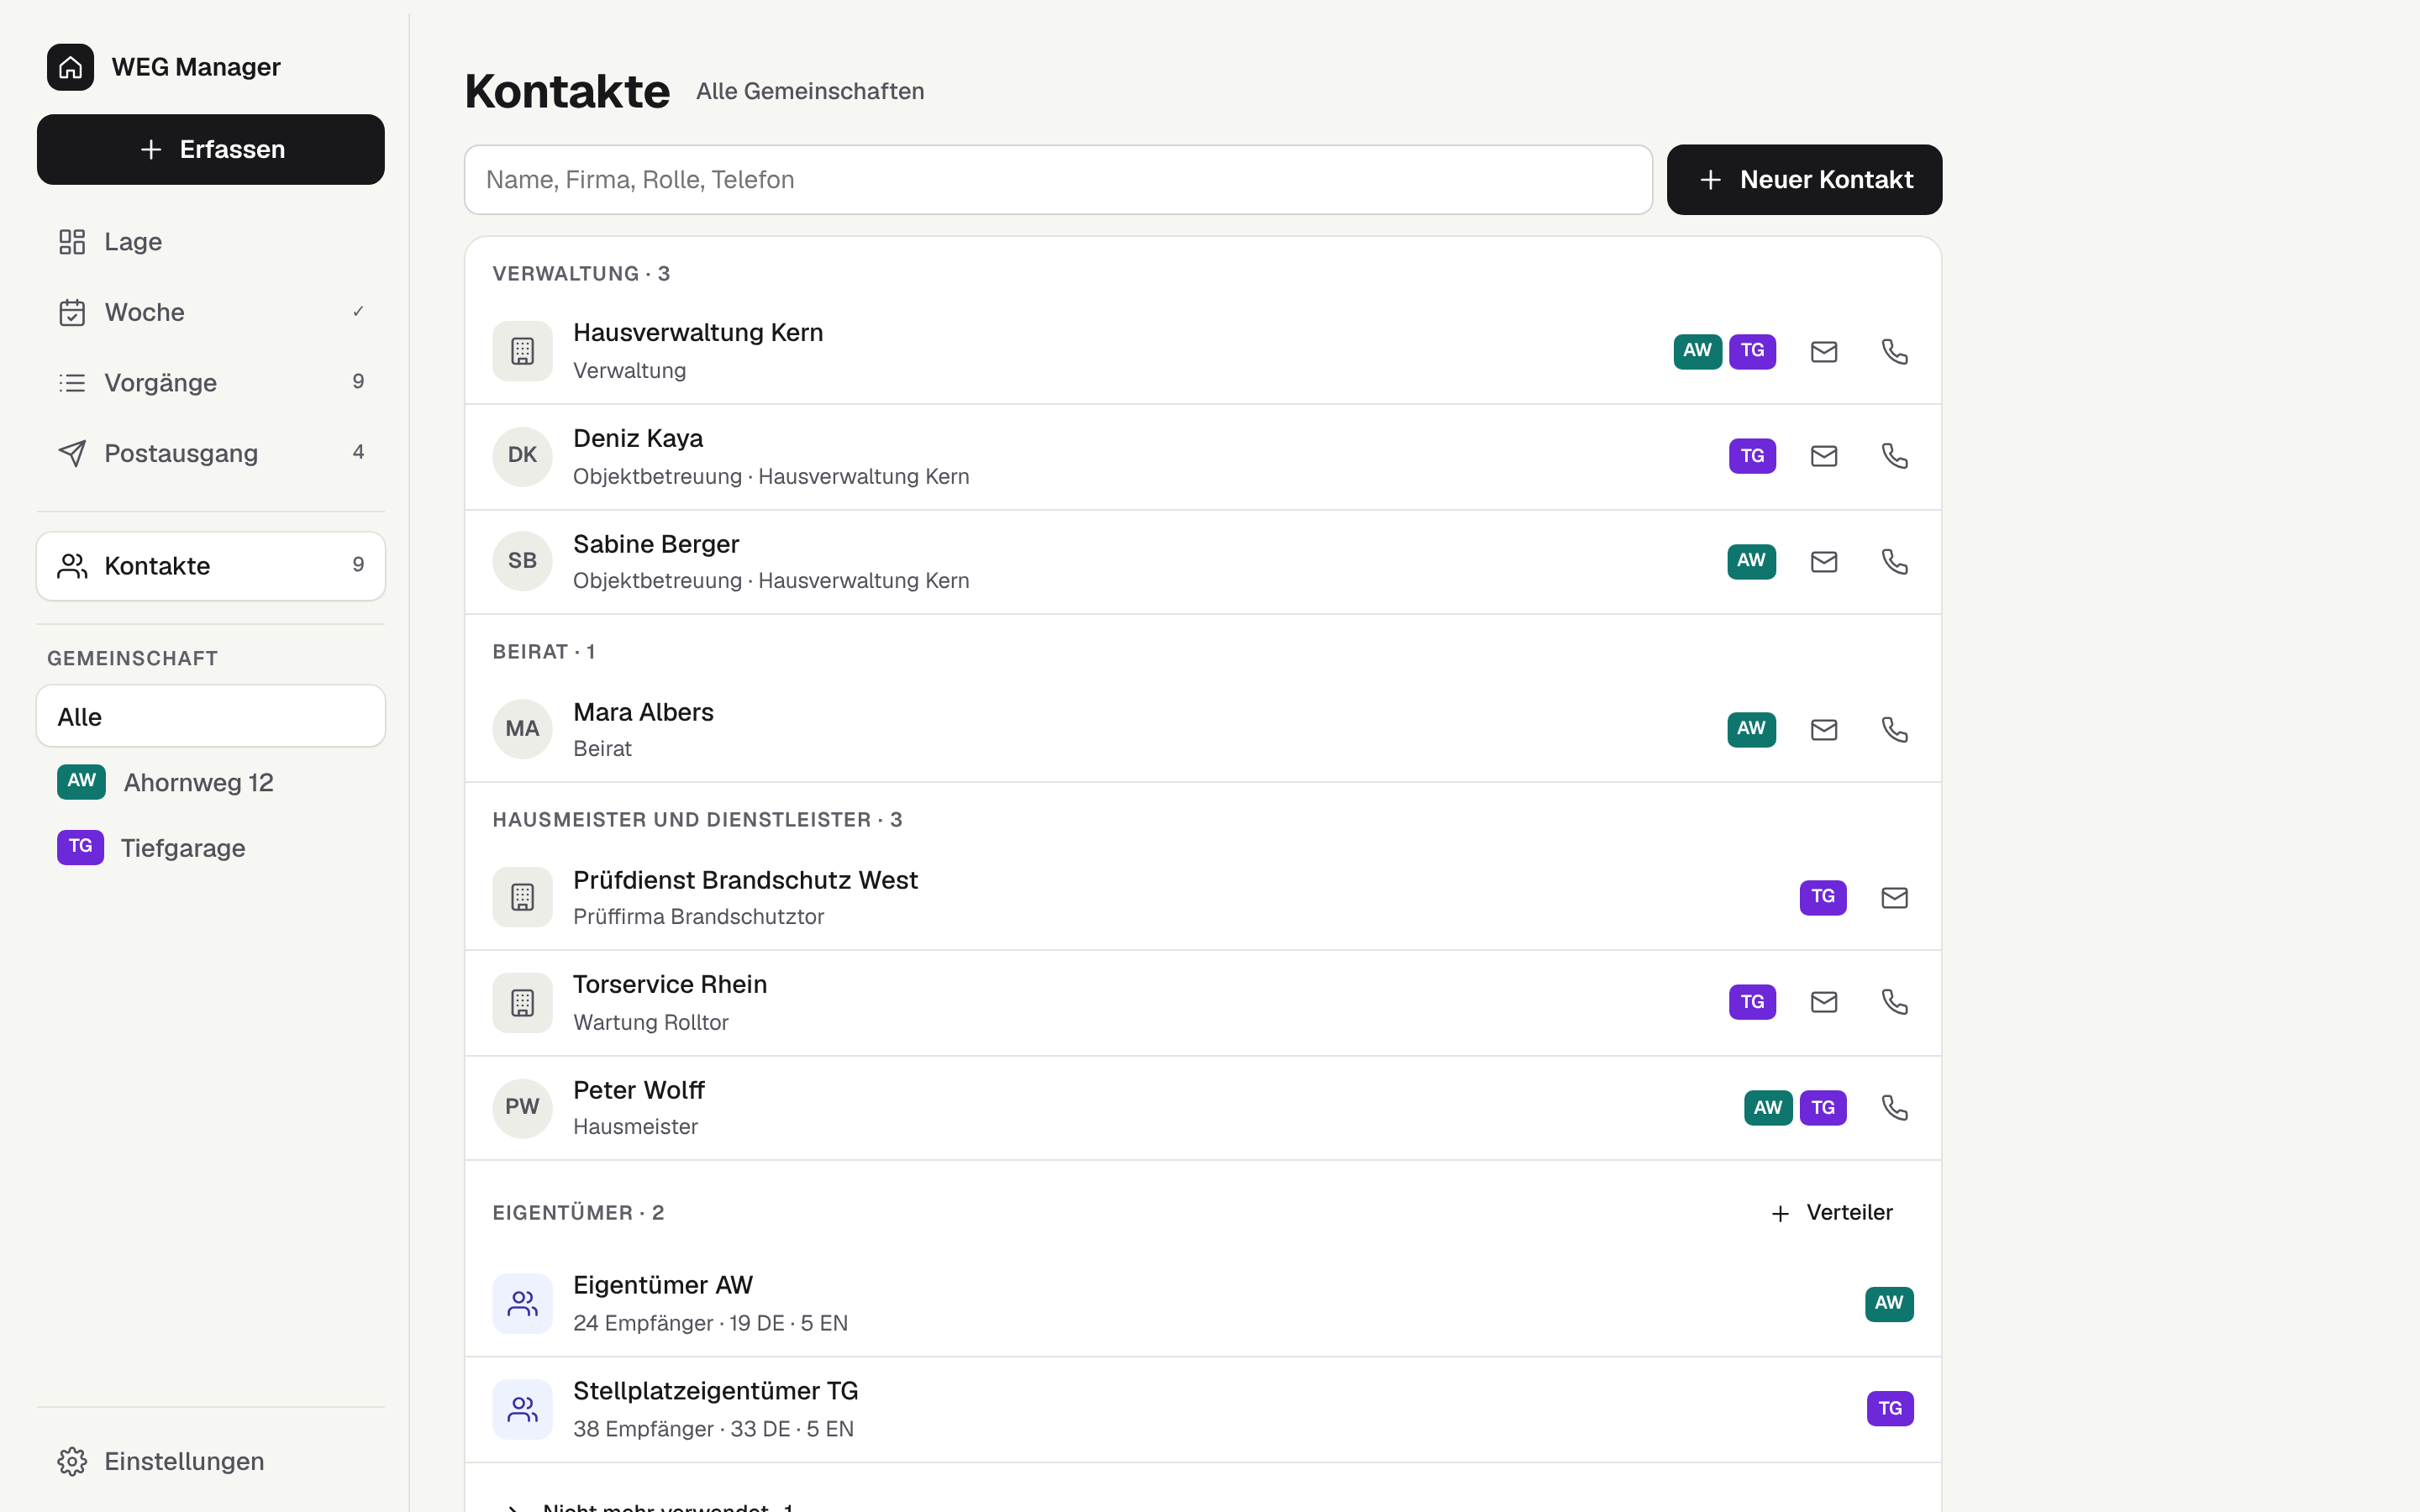 WEG Manager
Erfassen
Lage
Woche ✓
Vorgänge 9
Postausgang 4
Kontakte 9
GEMEINSCHAFT
Alle
AW Ahornweg 12
TG Tiefgarage
Einstellungen
Kontakte Alle Gemeinschaften
Name, Firma, Rolle, Telefon
Neuer Kontakt
VERWALTUNG · 3
Hausverwaltung Kern
Verwaltung
AW TG
DK
Deniz Kaya
Objektbetreuung · Hausverwaltung Kern
TG
SB
Sabine Berger
Objektbetreuung · Hausverwaltung Kern
AW
BEIRAT · 1
MA
Mara Albers
Beirat
AW
HAUSMEISTER UND DIENSTLEISTER · 3
Prüfdienst Brandschutz West
Prüffirma Brandschutztor
TG
Torservice Rhein
Wartung Rolltor
TG
PW
Peter Wolff
Hausmeister
AW TG
EIGENTÜMER · 2
Verteiler
Eigentümer AW
24 Empfänger · 19 DE · 5 EN
AW
Stellplatzeigentümer TG
38 Empfänger · 33 DE · 5 EN
TG
Nicht mehr verwendet · 1